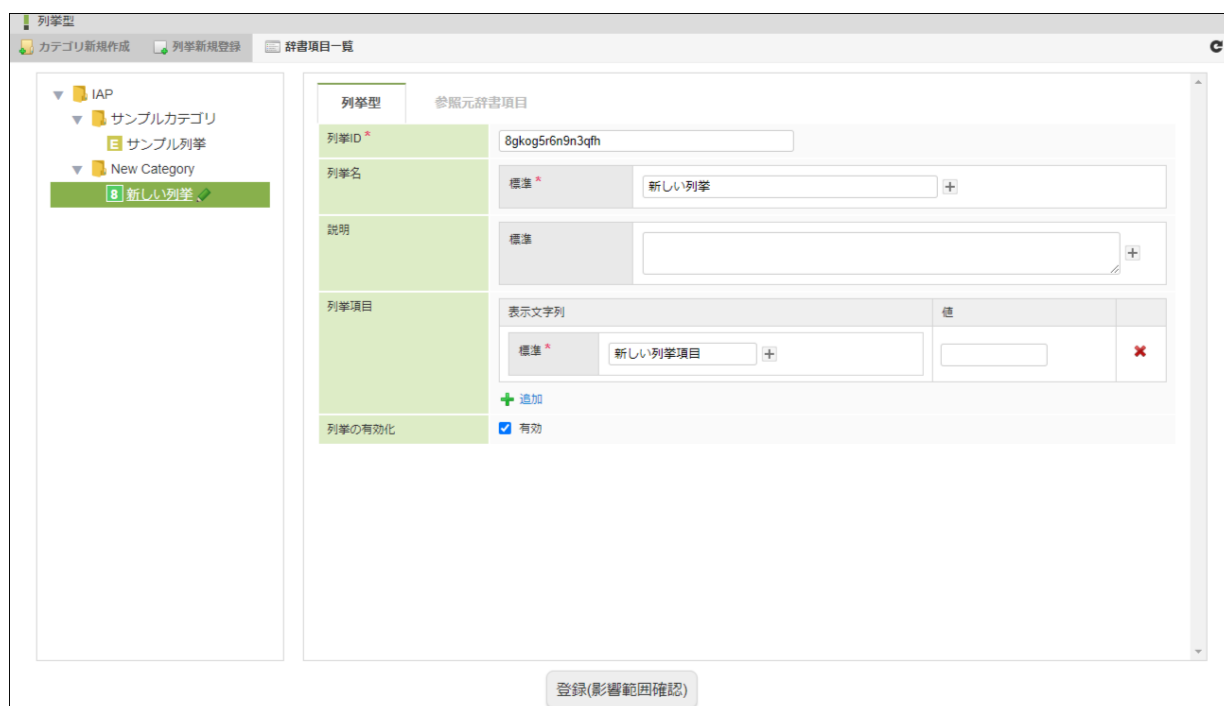 列挙型
カテゴリ新規作成 列挙新規登録 辞書項目一覧
IAP
サンプルカテゴリ
E サンプル列挙
New Category
8 新しい列挙
列挙型 参照元辞書項目
列挙ID * 8gkog5r6n9n3qfh
列挙名 標準 * 新しい列挙
説明 標準
列挙項目 表示文字列 値
標準 * 新しい列挙項目
追加
列挙の有効化 有効
登録(影響範囲確認)